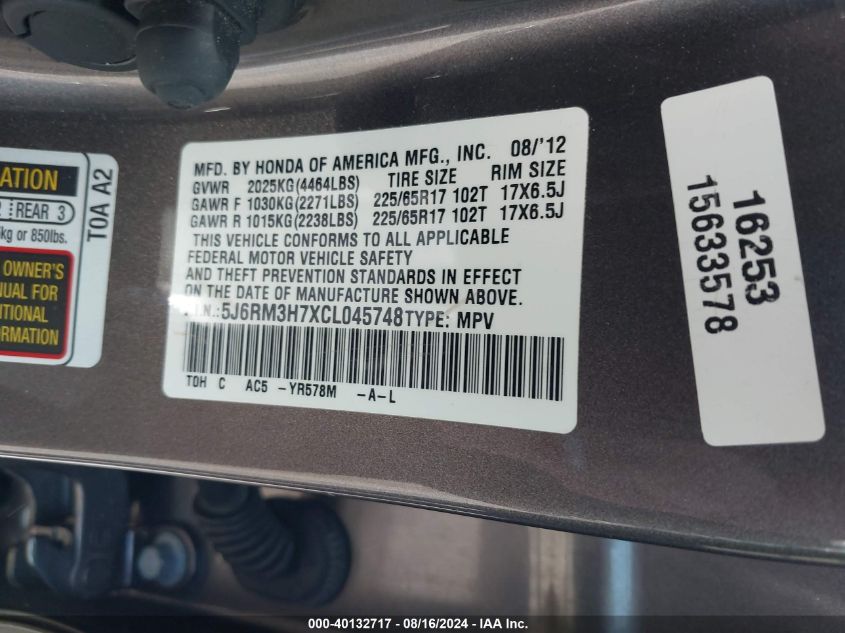 MFD. BY HONDA OF AMERICA MFG., INC. 08/'12
GVWR 2025KG(4464LBS) TIRE SIZE RIM SIZE
GAWR F 1030KG(2271LBS) 225/65R17 102T 17X6.5J
GAWR R 1015KG(2238LBS) 225/65R17 102T 17X6.5J
THIS VEHICLE CONFORMS TO ALL APPLICABLE
FEDERAL MOTOR VEHICLE SAFETY
AND THEFT PREVENTION STANDARDS IN EFFECT
ON THE DATE OF MANUFACTURE SHOWN ABOVE.
5J6RM3H7XCL045748 TYPE: MPV
TOH C AC5 -YR578M -A-L
ATION
REAR 3
kg or 850lbs.
OWNER'S
UAL FOR
ITIONAL
RMATION
TOA A2
16253
15633578
000-40132717 - 08/16/2024 - IAA Inc.